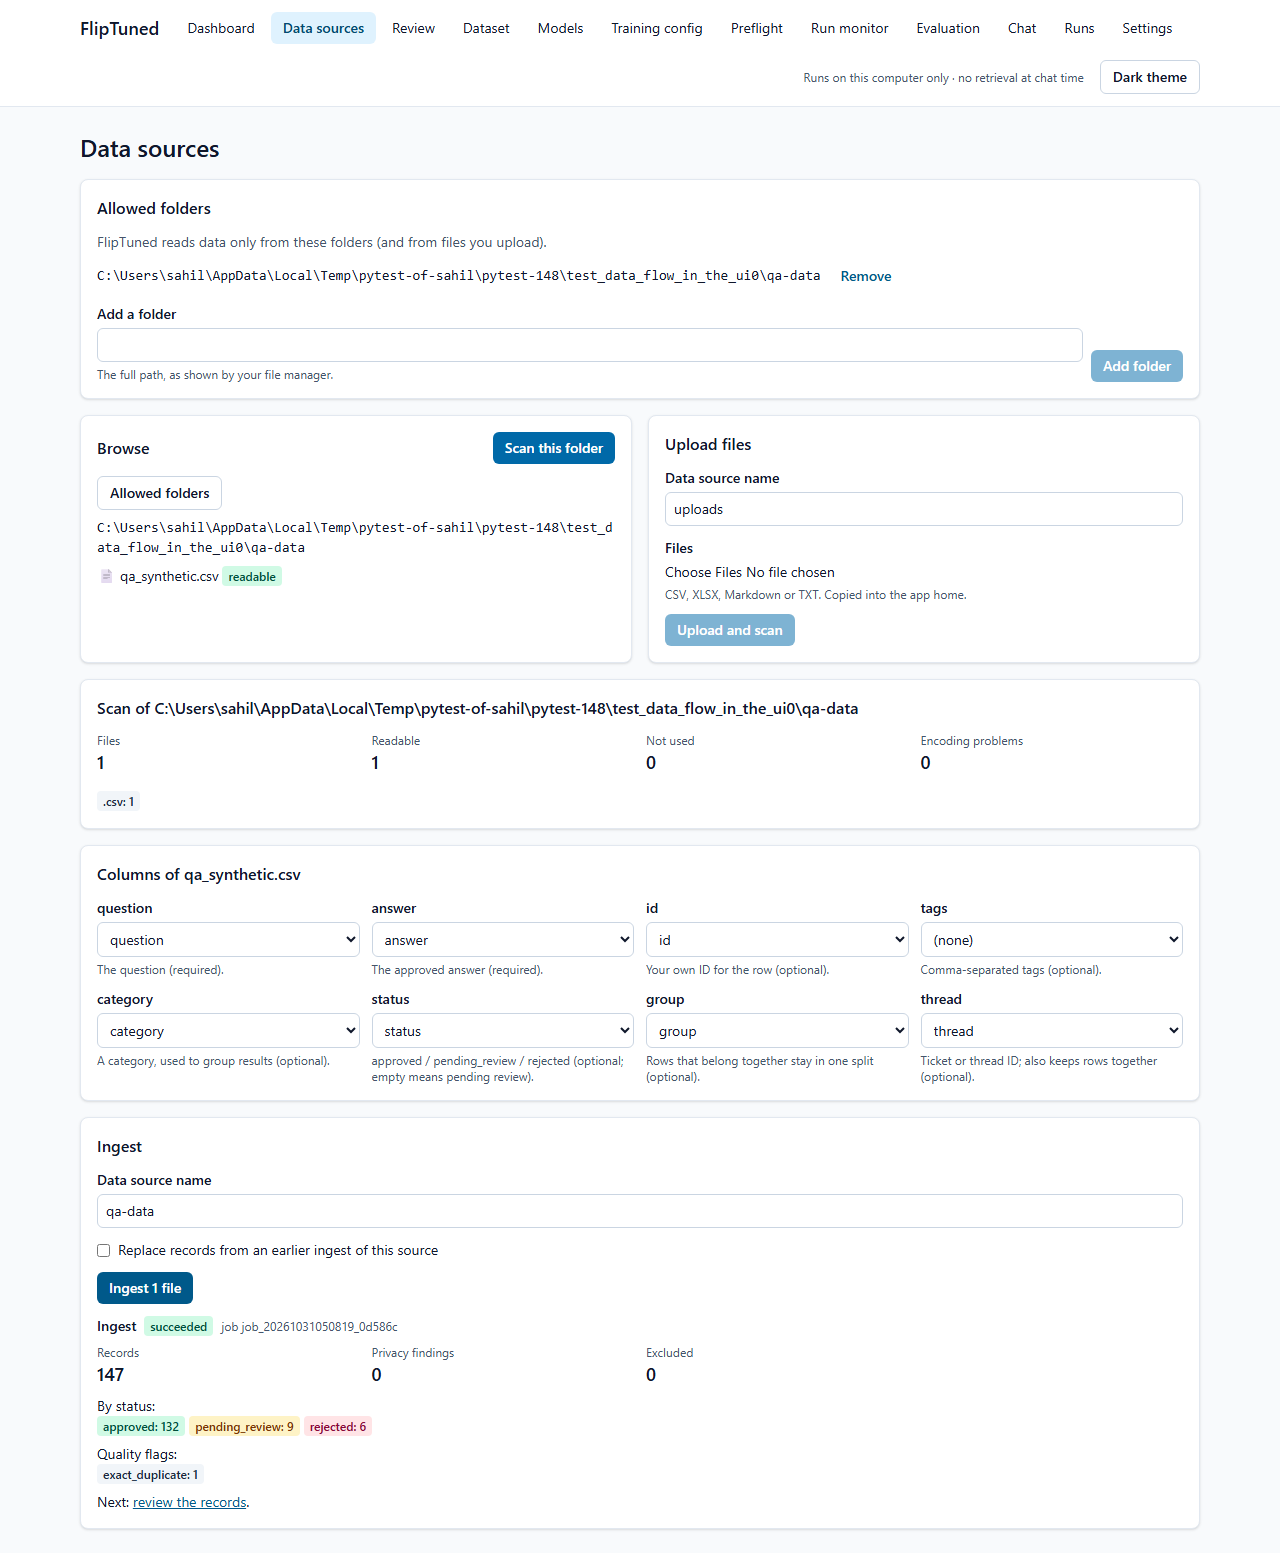 FlipTuned
Dashboard
Data sources
Review
Dataset
Models
Training config
Preflight
Run monitor
Evaluation
Chat
Runs
Settings
Runs on this computer only · no retrieval at chat time
Dark theme
Data sources
Allowed folders
FlipTuned reads data only from these folders (and from files you upload).
C:\Users\sahil\AppData\Local\Temp\pytest-of-sahil\pytest-148\test_data_flow_in_the_ui0\qa-data Remove
Add a folder
The full path, as shown by your file manager.
Add folder
Browse
Scan this folder
Allowed folders
C:\Users\sahil\AppData\Local\Temp\pytest-of-sahil\pytest-148\test_d
ata_flow_in_the_ui0\qa-data
qa_synthetic.csv readable
Upload files
Data source name
uploads
Files
Choose Files No file chosen
CSV, XLSX, Markdown or TXT. Copied into the app home.
Upload and scan
Scan of C:\Users\sahil\AppData\Local\Temp\pytest-of-sahil\pytest-148\test_data_flow_in_the_ui0\qa-data
Files
1
Readable
1
Not used
0
Encoding problems
0
.csv: 1
Columns of qa_synthetic.csv
question
question
The question (required).
answer
answer
The approved answer (required).
id
id
Your own ID for the row (optional).
tags
(none)
Comma-separated tags (optional).
category
category
A category, used to group results (optional).
status
status
approved / pending_review / rejected (optional;
empty means pending review).
group
group
Rows that belong together stay in one split
(optional).
thread
thread
Ticket or thread ID; also keeps rows together
(optional).
Ingest
Data source name
qa-data
Replace records from an earlier ingest of this source
Ingest 1 file
Ingest succeeded job job_20261031050819_0d586c
Records
147
Privacy findings
0
Excluded
0
By status:
approved: 132 pending_review: 9 rejected: 6
Quality flags:
exact_duplicate: 1
Next: review the records.